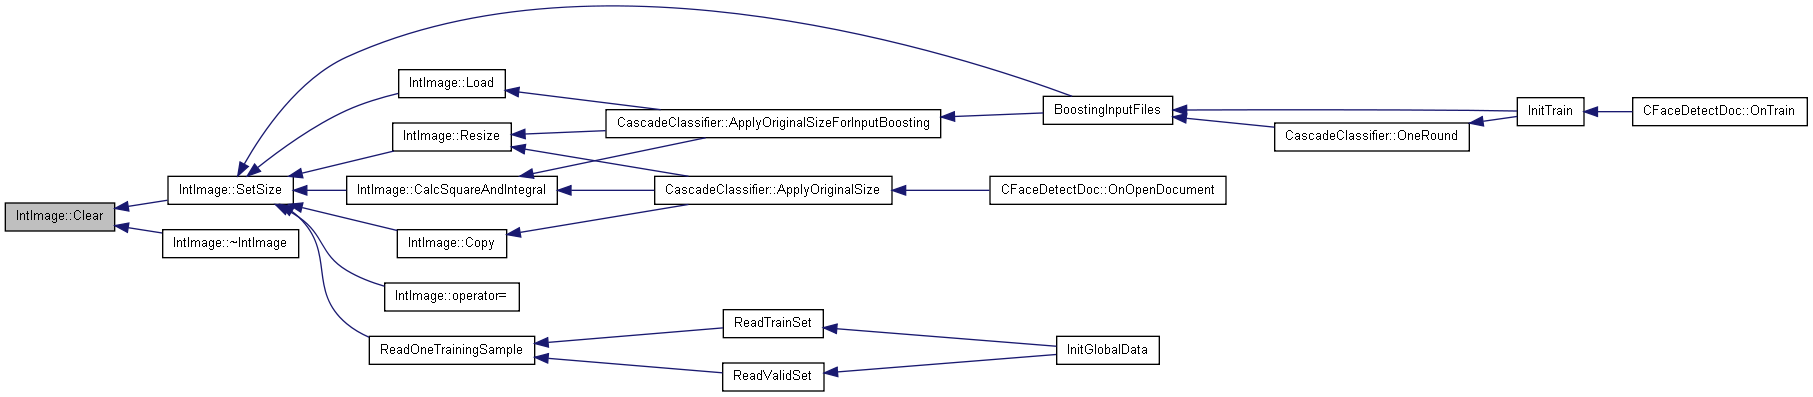 IntImage::Clear
IntImage::SetSize
IntImage::~IntImage
IntImage::Load
IntImage::Resize
IntImage::CalcSquareAndIntegral
IntImage::Copy
IntImage::operator=
ReadOneTrainingSample
CascadeClassifier::ApplyOriginalSizeForInputBoosting
CascadeClassifier::ApplyOriginalSize
ReadTrainSet
ReadValidSet
BoostingInputFiles
CFaceDetectDoc::OnOpenDocument
InitGlobalData
CascadeClassifier::OneRound
InitTrain
CFaceDetectDoc::OnTrain